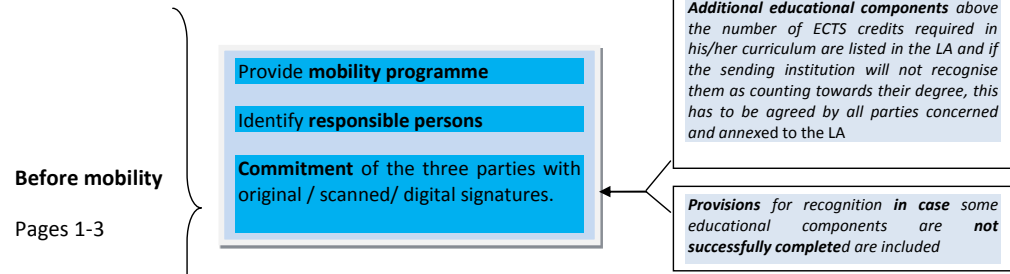 Before mobility
Pages 1-3
Provide mobility programme
Identify responsible persons
Commitment of the three parties with
original / scanned/ digital signatures.
Additional educational components above
the number of ECTS credits required in
his/her curriculum are listed in the LA and if
the sending institution will not recognise
them as counting towards their degree, this
has to be agreed by all parties concerned
and annexed to the LA
Provisions for recognition in case some
educational components are not
successfully completed are included